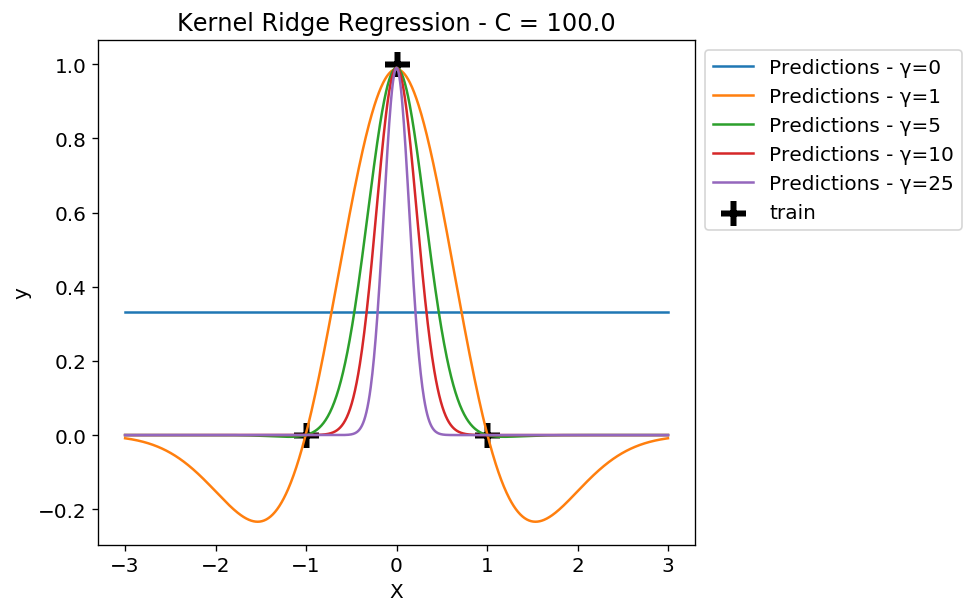 Kernel Ridge Regression - C = 100.0
Predictions - γ=0
Predictions - γ=1
Predictions - γ=5
Predictions - γ=10
Predictions - γ=25
train
y
1.0
0.8
0.6
0.4
0.2
0.0
−0.2
−3 −2 −1 0 1 2 3
X